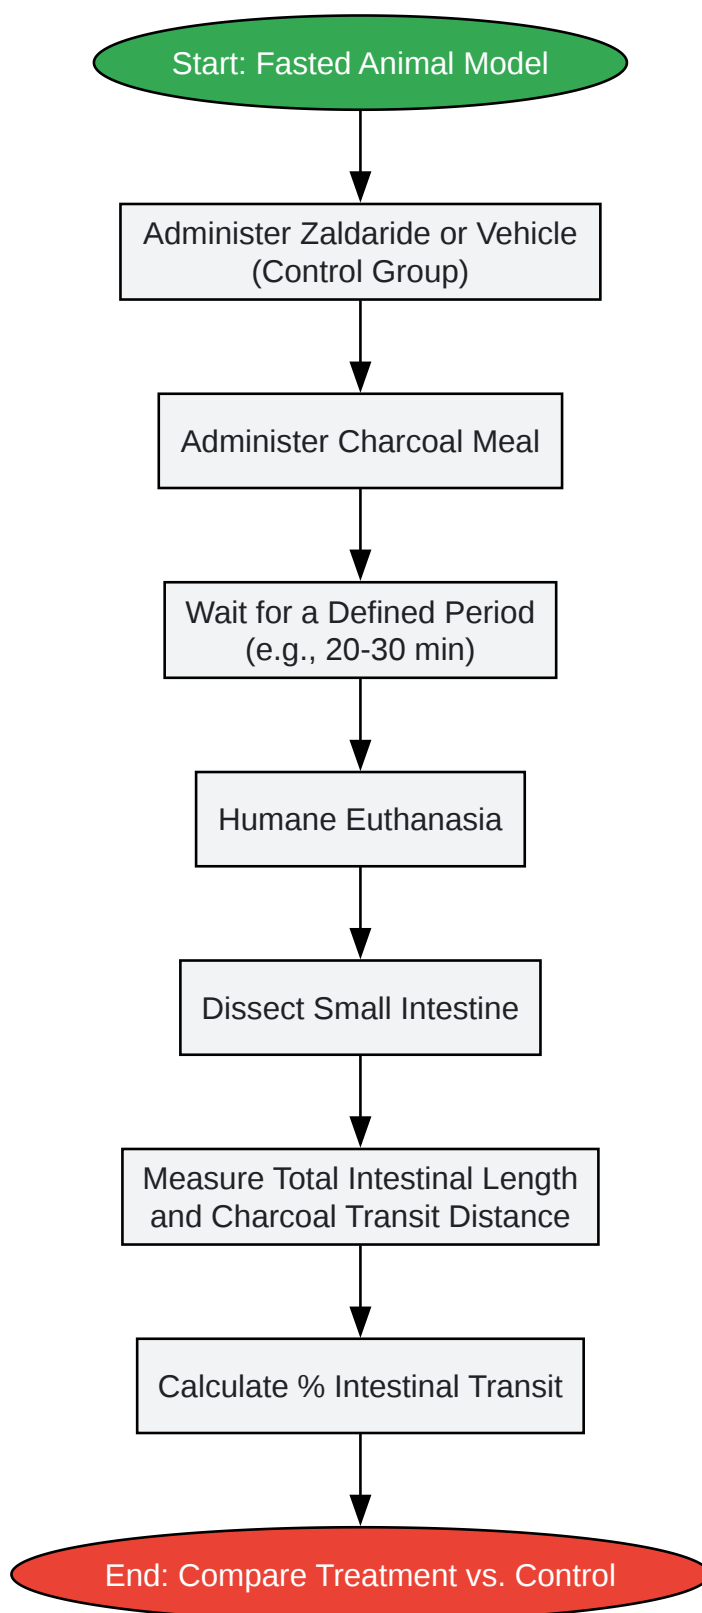 Start: Fasted Animal Model
Administer Zaldaride or Vehicle
(Control Group)
Administer Charcoal Meal
Wait for a Defined Period
(e.g., 20-30 min)
Humane Euthanasia
Dissect Small Intestine
Measure Total Intestinal Length
and Charcoal Transit Distance
Calculate % Intestinal Transit
End: Compare Treatment vs. Control